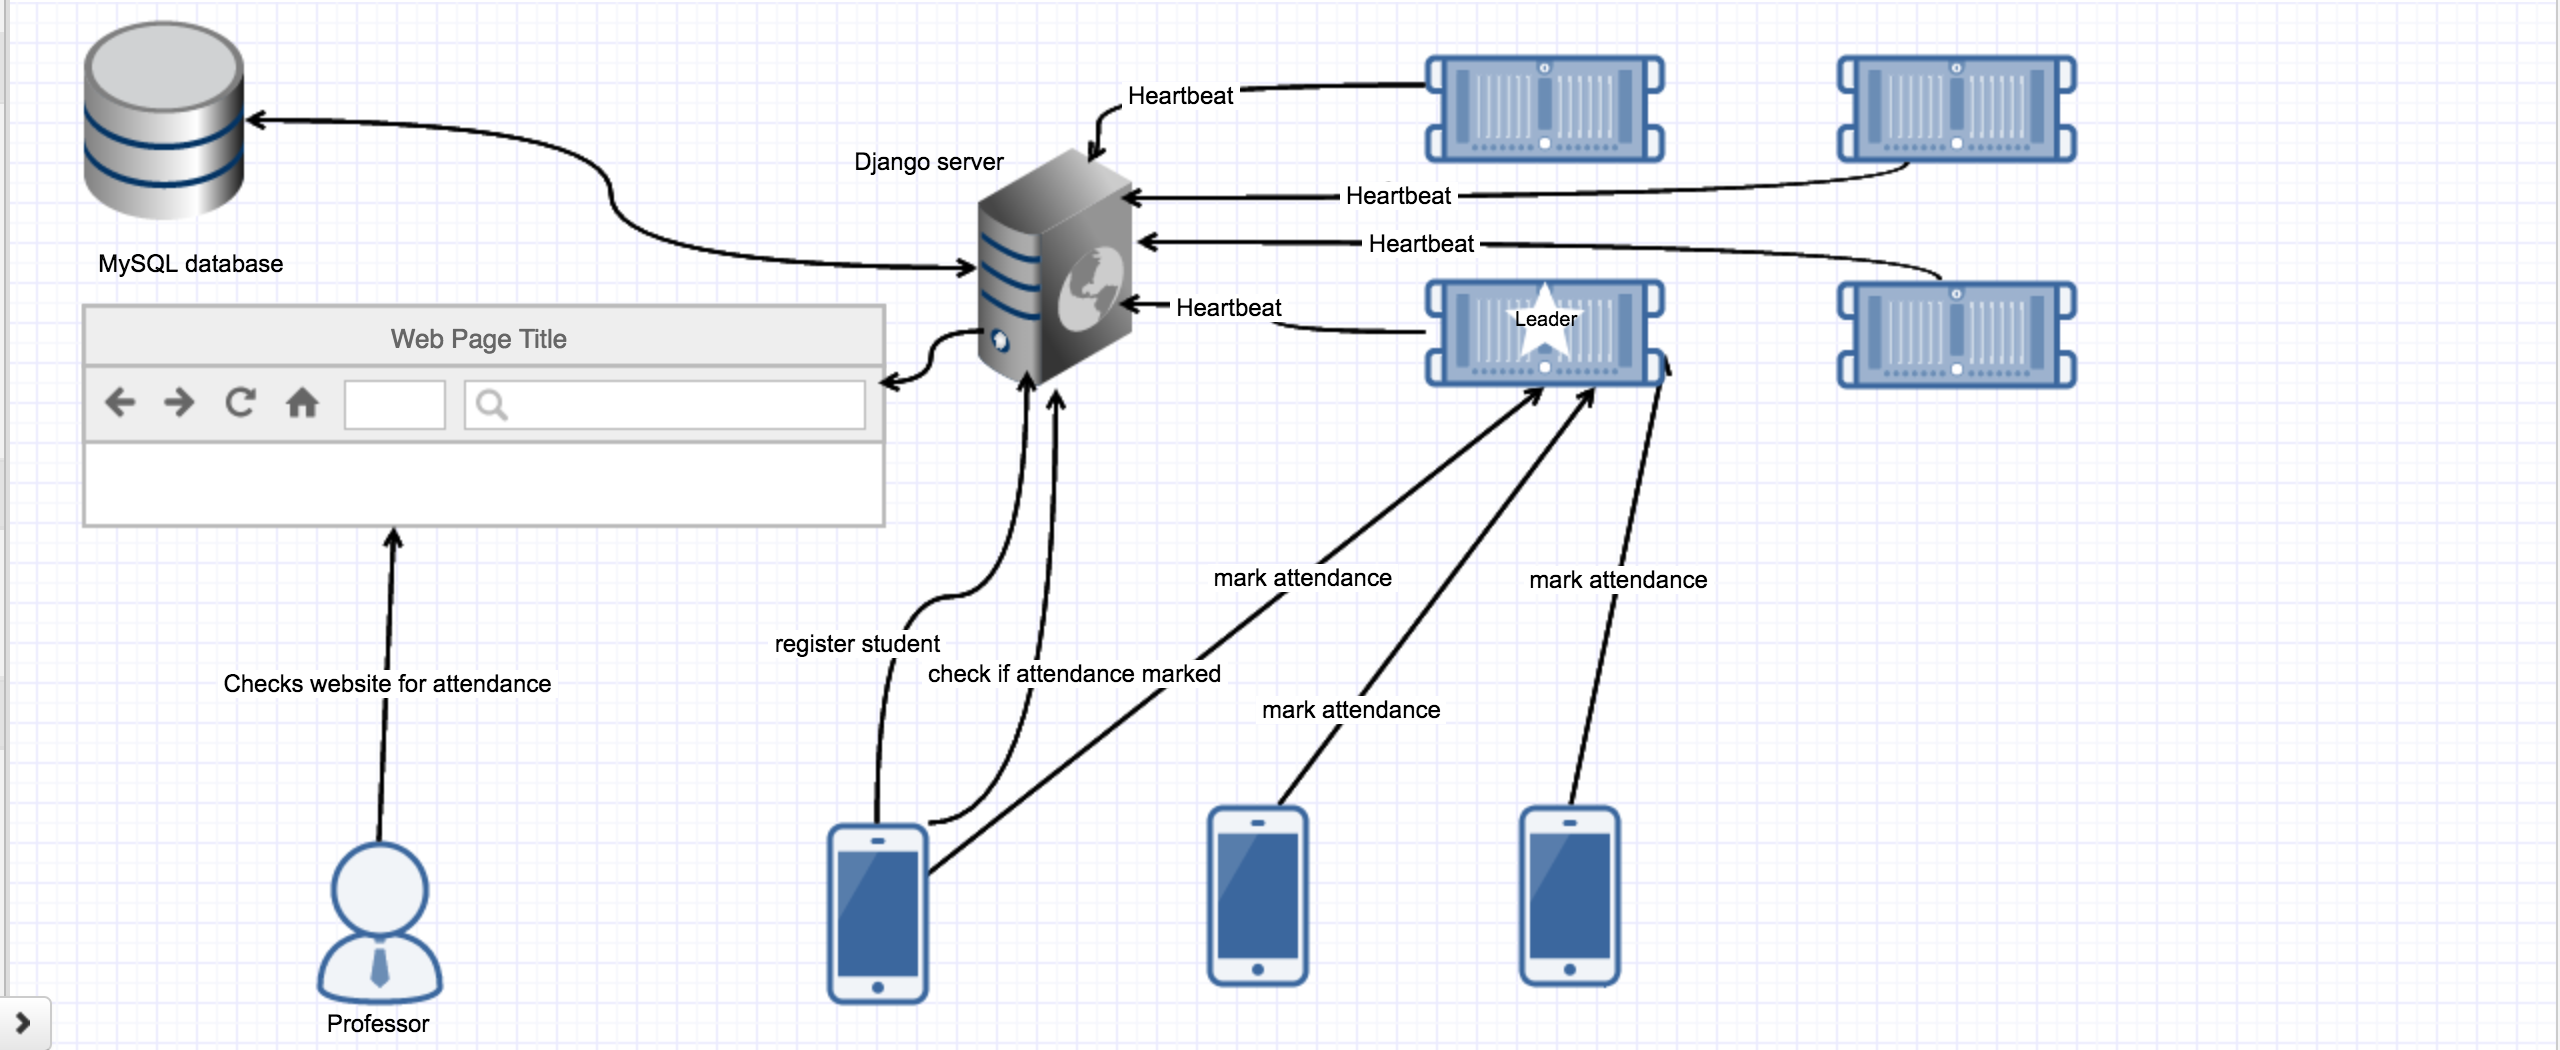 Heartbeat
Django server
Heartbeat
Heartbeat
MySQL database
Heartbeat
Leader
Web Page Title
mark attendance
mark attendance
register student
check if attendance marked
Checks website for attendance
mark attendance
Professor